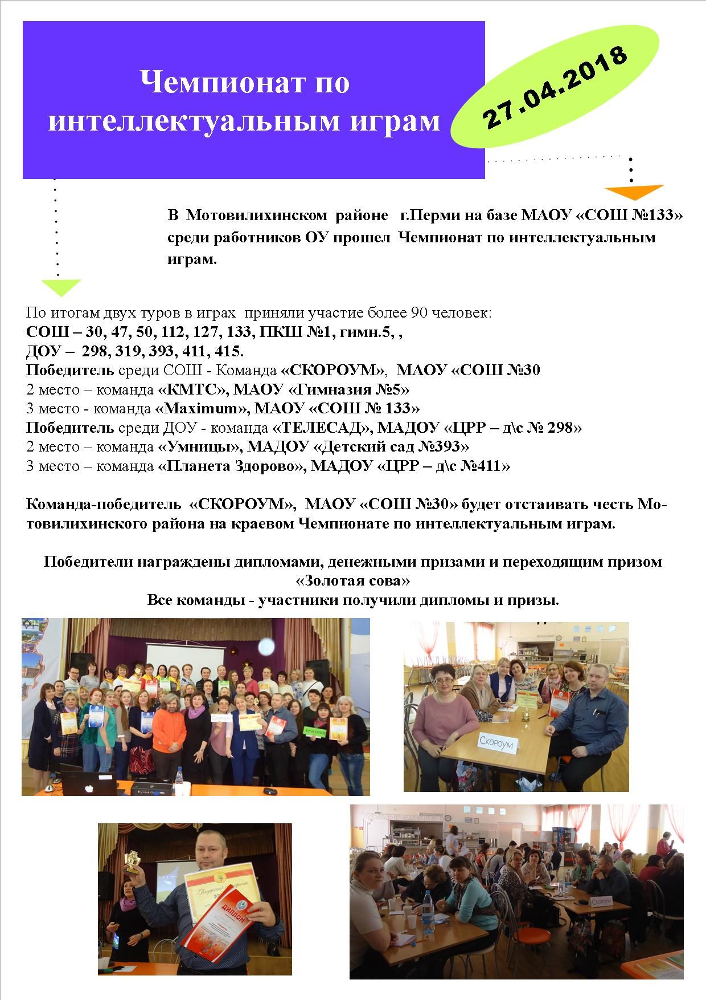 Чемпионат по
интеллектуальным играм
27.04.2018
В Мотовилихинском районе г.Перми на базе МАОУ «СОШ №133»
среди работников ОУ прошел Чемпионат по интеллектуальным
играм.
По итогам двух туров в играх приняли участие более 90 человек:
СОШ – 30, 47, 50, 112, 127, 133, ПКШ №1, гимн.5, ,
ДОУ – 298, 319, 393, 411, 415.
Победитель среди СОШ - Команда «СКОРОУМ», МАОУ «СОШ №30
2 место – команда «КМТС», МАОУ «Гимназия №5»
3 место - команда «Maximum», МАОУ «СОШ № 133»
Победитель среди ДОУ - команда «ТЕЛЕСАД», МАДОУ «ЦРР – д\с № 298»
2 место – команда «Умницы», МАДОУ «Детский сад №393»
3 место – команда «Планета Здорово», МАДОУ «ЦРР – д\с №411»
Команда-победитель «СКОРОУМ», МАОУ «СОШ №30» будет отстаивать честь Мо-
товилихинского района на краевом Чемпионате по интеллектуальным играм.
Победители награждены дипломами, денежными призами и переходящим призом
«Золотая сова»
Все команды - участники получили дипломы и призы.
Скороум
КРАСОТКИ
Скороум
Подарочный сертификат
ДИПЛОМ
Скороум